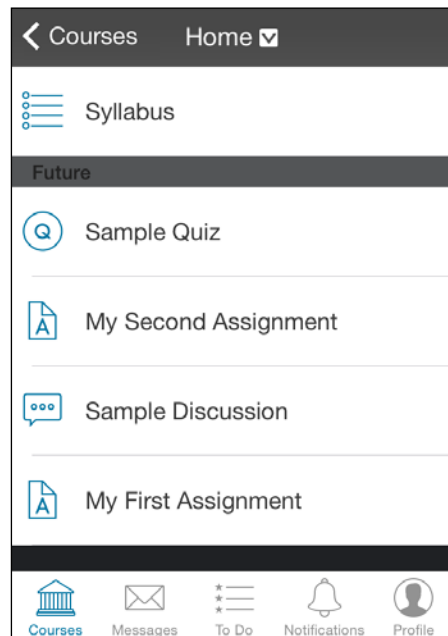 Courses Home
Syllabus
Future
Q Sample Quiz
A My Second Assignment
Sample Discussion
A My First Assignment
Courses Messages To Do Notifications Profile